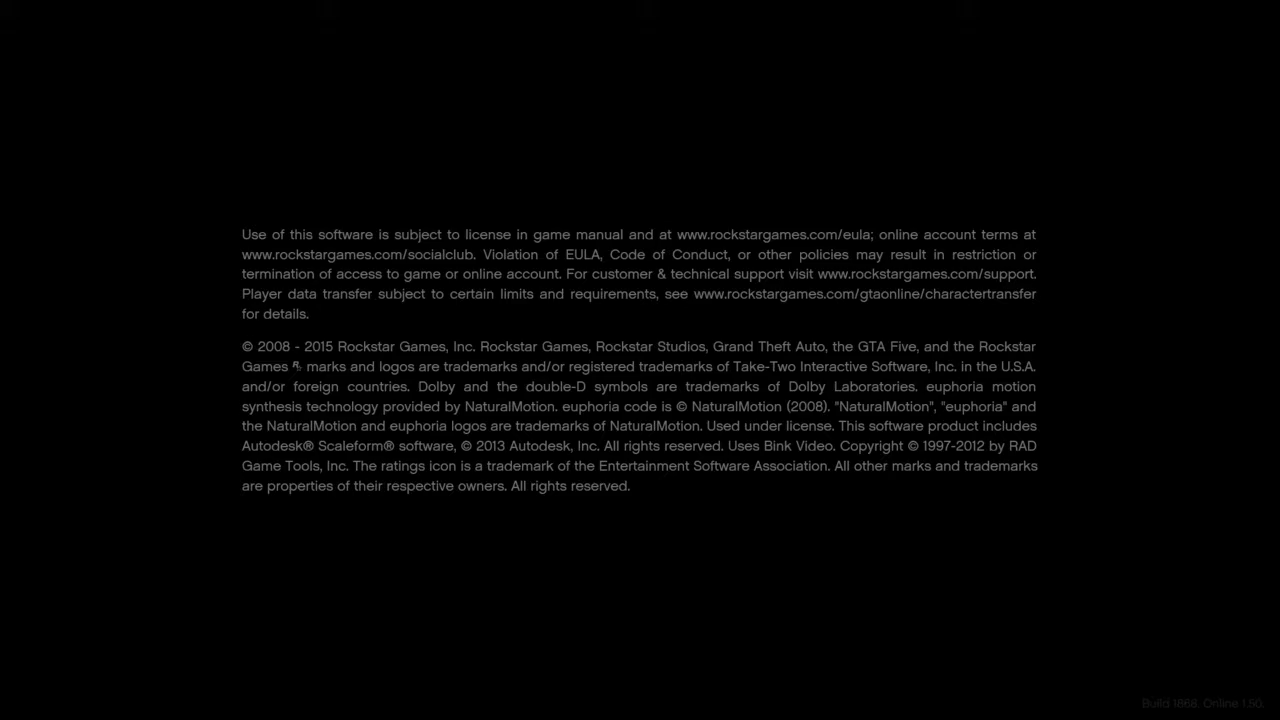 Use of this software is subject to license in game manual and at www.rockstargames.com/eula; online account terms at
www.rockstargames.com/socialclub. Violation of EULA, Code of Conduct, or other policies may result in restriction or
termination of access to game or online account. For customer & technical support visit www.rockstargames.com/support.
Player data transfer subject to certain limits and requirements, see www.rockstargames.com/gtaonline/charactertransfer
for details.
© 2008 - 2015 Rockstar Games, Inc. Rockstar Games, Rockstar Studios, Grand Theft Auto, the GTA Five, and the Rockstar
Games R* marks and logos are trademarks and/or registered trademarks of Take-Two Interactive Software, Inc. in the U.S.A.
and/or foreign countries. Dolby and the double-D symbols are trademarks of Dolby Laboratories. euphoria motion
synthesis technology provided by NaturalMotion. euphoria code is © NaturalMotion (2008). "NaturalMotion", "euphoria" and
the NaturalMotion and euphoria logos are trademarks of NaturalMotion. Used under license. This software product includes
Autodesk® Scaleform® software, © 2013 Autodesk, Inc. All rights reserved. Uses Bink Video. Copyright © 1997-2012 by RAD
Game Tools, Inc. The ratings icon is a trademark of the Entertainment Software Association. All other marks and trademarks
are properties of their respective owners. All rights reserved.
Build 1868, Online 1.50.